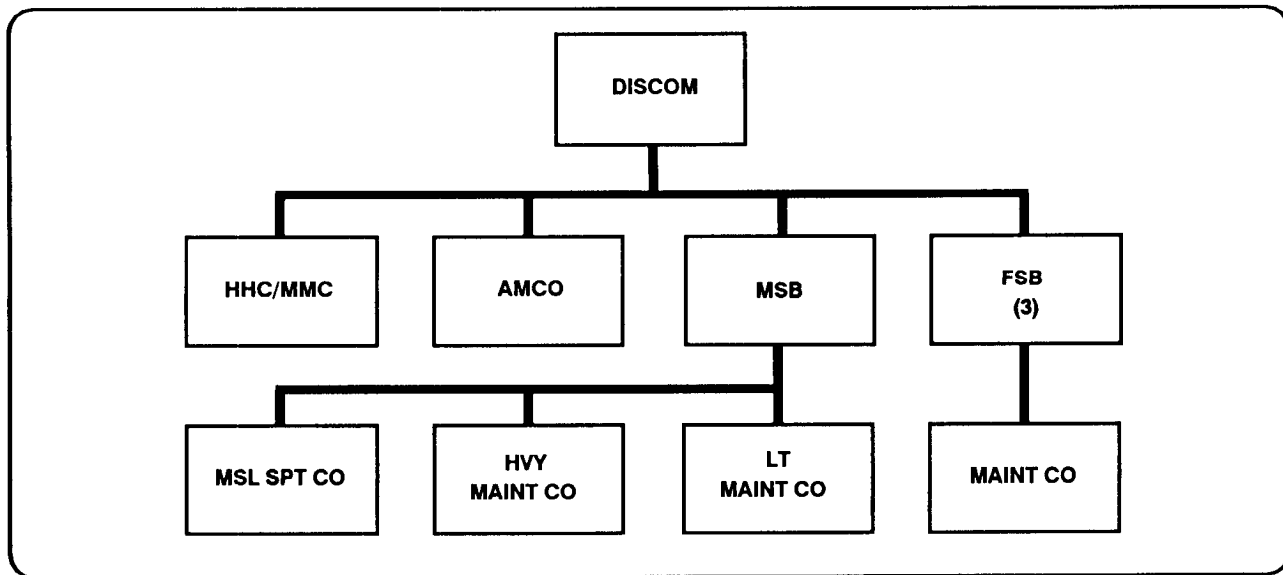 DISCOM
HHC/MMC
AMCO
MSB
FSB
(3)
MSL SPT CO
HVY
MAINT CO
LT
MAINT CO
MAINT CO